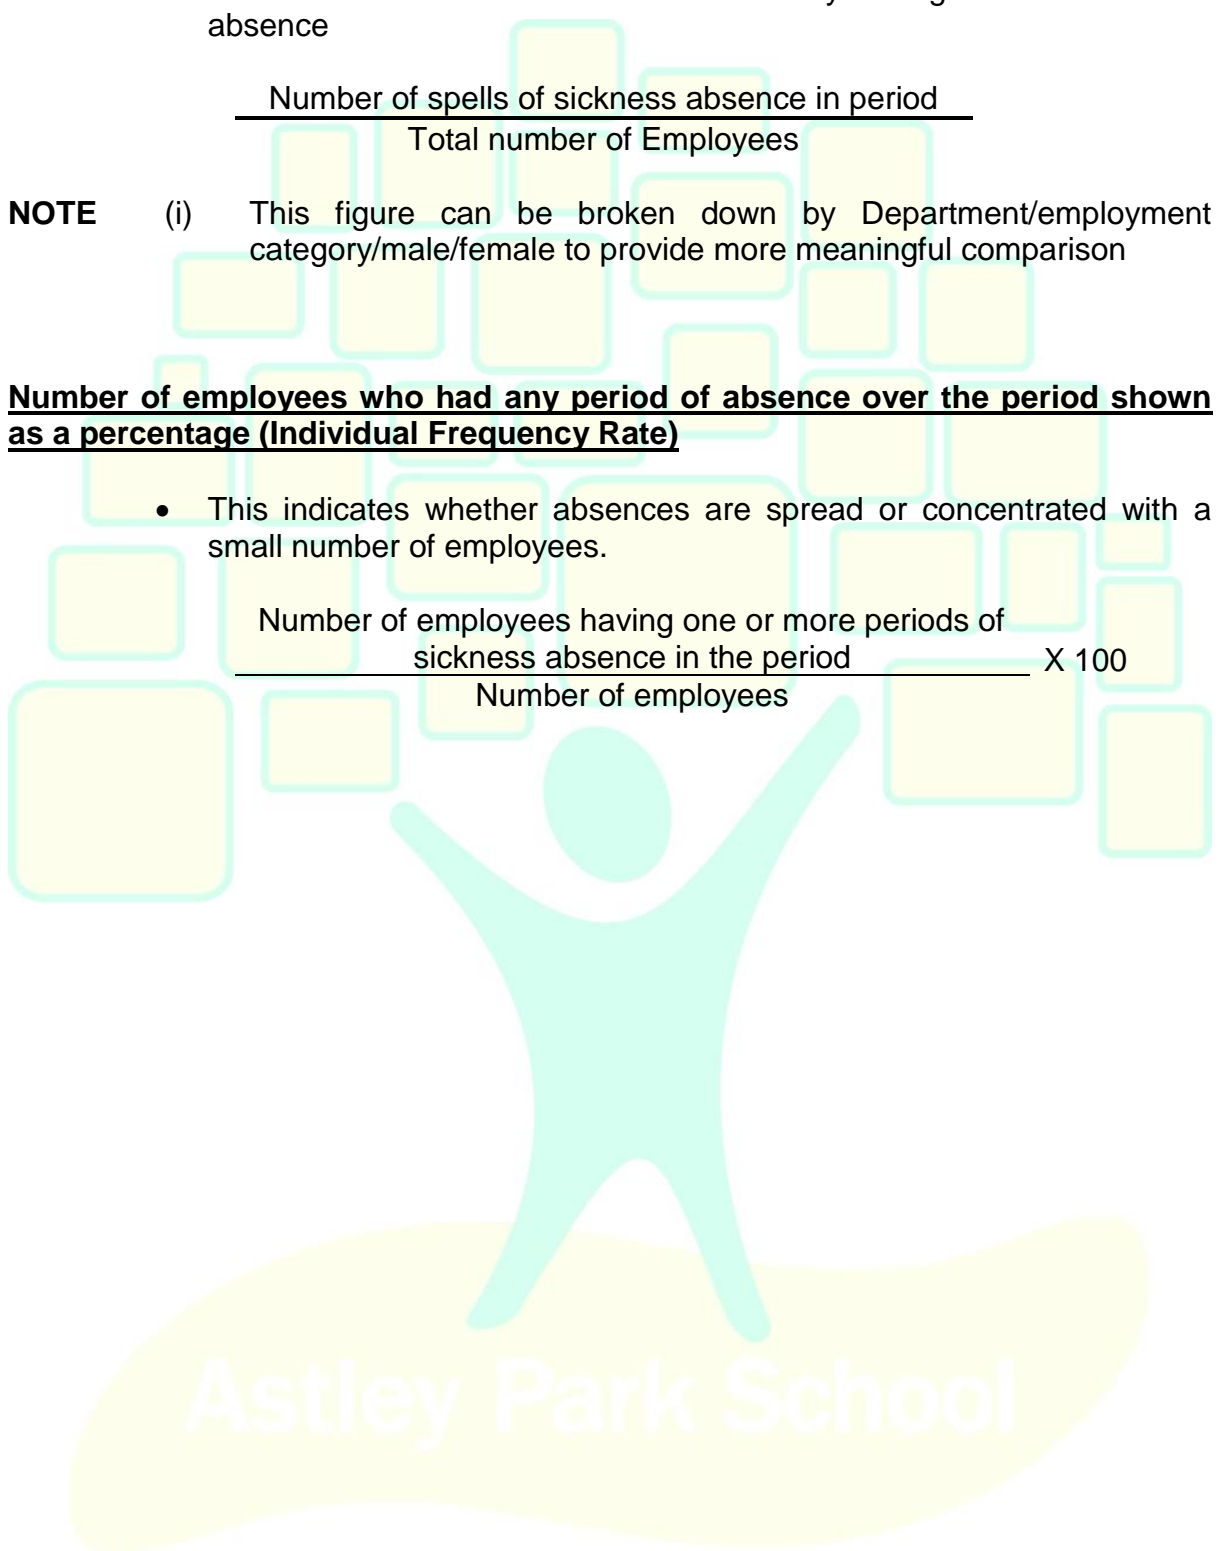 absence
Number of spells of sickness absence in period
Total number of Employees
NOTE (i) This figure can be broken down by Department/employment
category/male/female to provide more meaningful comparison
Number of employees who had any period of absence over the period shown
as a percentage (Individual Frequency Rate)
• This indicates whether absences are spread or concentrated with a
small number of employees.
Number of employees having one or more periods of
sickness absence in the period X 100
Number of employees
Astley Park School